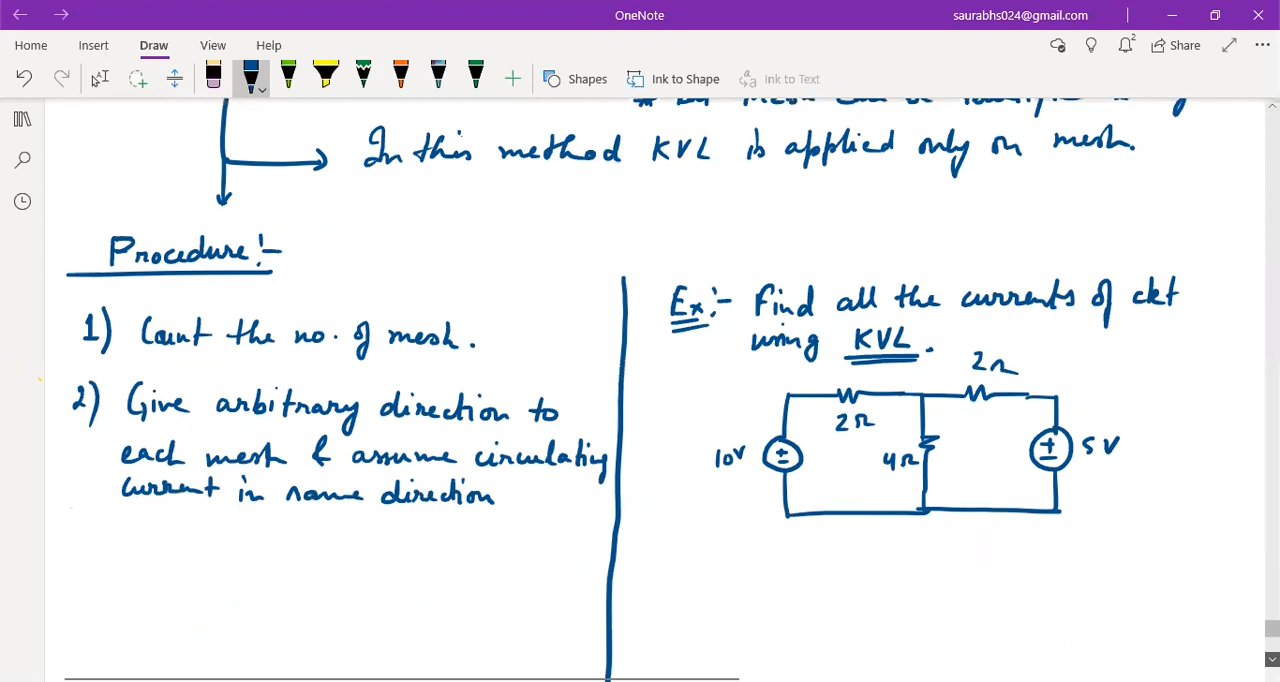 OneNote
saurabhs024@gmail.com
Home Insert Draw View Help
Share
Shapes Ink to Shape Ink to Text
In this method KVL is applied only on mesh.
Procedure:-
1) Count the no. of mesh.
2) Give arbitrary direction to
each mesh & assume circulating
current in same direction
Ex:- Find all the currents of ckt
using KVL.
2Ω
2Ω
10V
4Ω
5V